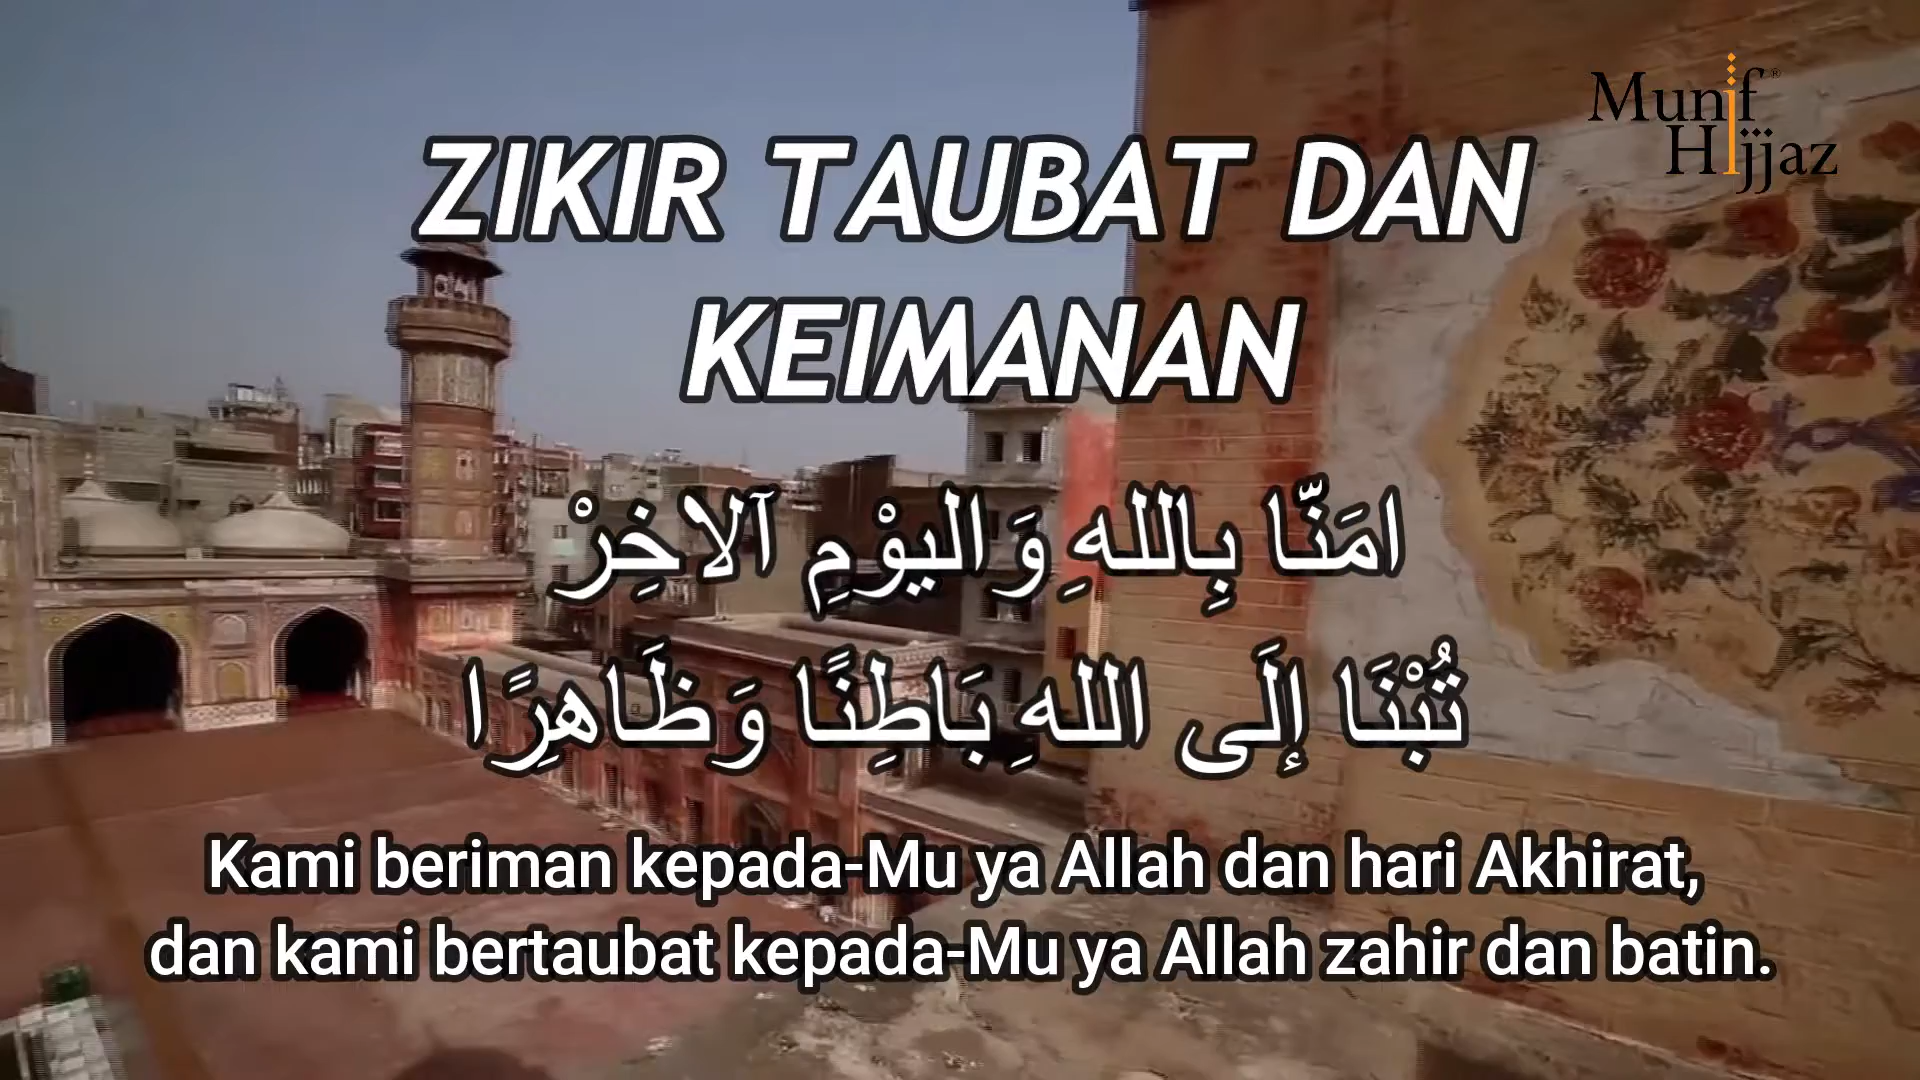 Munif
Hijjaz
ZIKIR TAUBAT DAN
KEIMANAN
امَنّا بِاللهِ وَاليوْمِ آلاخِرْ
تُبْنَا إلَى اللهِ بَاطِنًا وَظَاهِرًا
Kami beriman kepada-Mu ya Allah dan hari Akhirat,
dan kami bertaubat kepada-Mu ya Allah zahir dan batin.